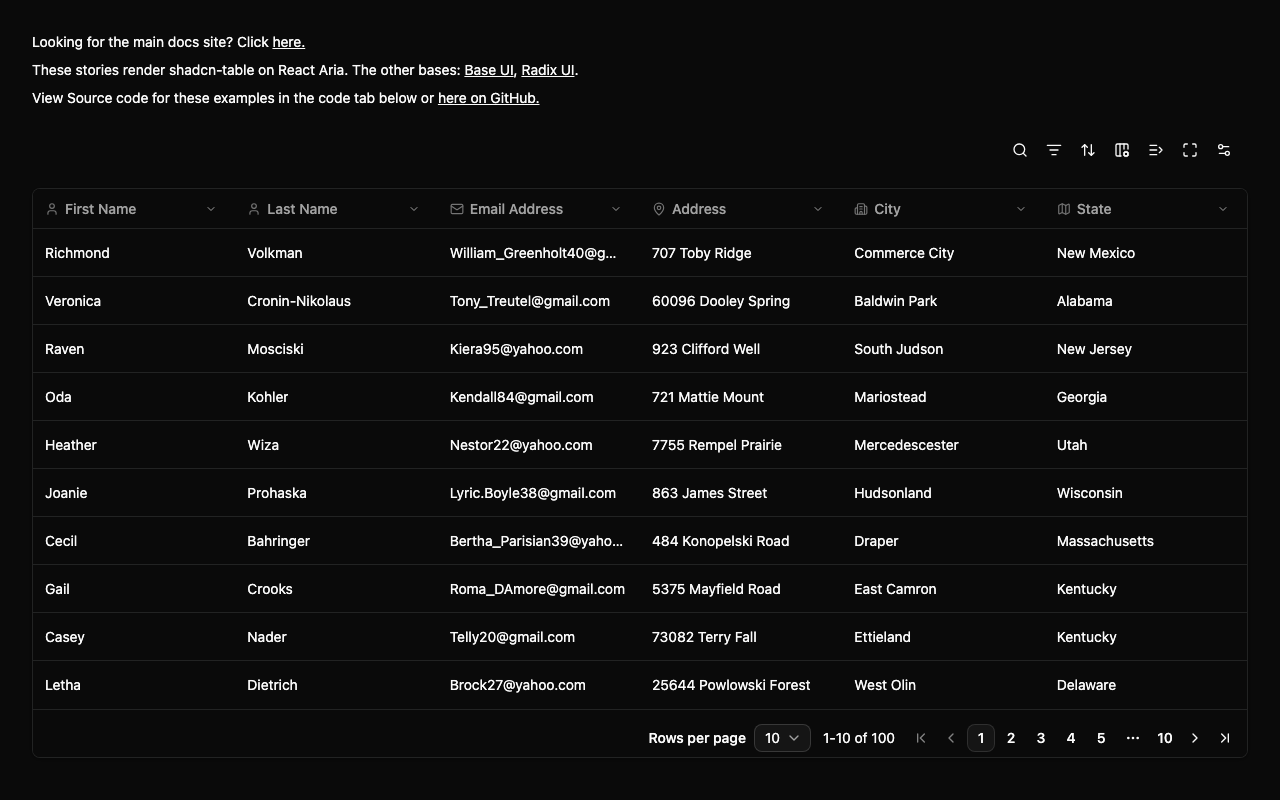 Looking for the main docs site? Click here.
These stories render shadcn-table on React Aria. The other bases: Base UI, Radix UI.
View Source code for these examples in the code tab below or here on GitHub.
First Name Last Name Email Address Address City State
Richmond Volkman William_Greenholt40@g... 707 Toby Ridge Commerce City New Mexico
Veronica Cronin-Nikolaus Tony_Treutel@gmail.com 60096 Dooley Spring Baldwin Park Alabama
Raven Mosciski Kiera95@yahoo.com 923 Clifford Well South Judson New Jersey
Oda Kohler Kendall84@gmail.com 721 Mattie Mount Mariostead Georgia
Heather Wiza Nestor22@yahoo.com 7755 Rempel Prairie Mercedescester Utah
Joanie Prohaska Lyric.Boyle38@gmail.com 863 James Street Hudsonland Wisconsin
Cecil Bahringer Bertha_Parisian39@yaho... 484 Konopelski Road Draper Massachusetts
Gail Crooks Roma_DAmore@gmail.com 5375 Mayfield Road East Camron Kentucky
Casey Nader Telly20@gmail.com 73082 Terry Fall Ettieland Kentucky
Letha Dietrich Brock27@yahoo.com 25644 Powlowski Forest West Olin Delaware
Rows per page 10 1-10 of 100 1 2 3 4 5 ... 10